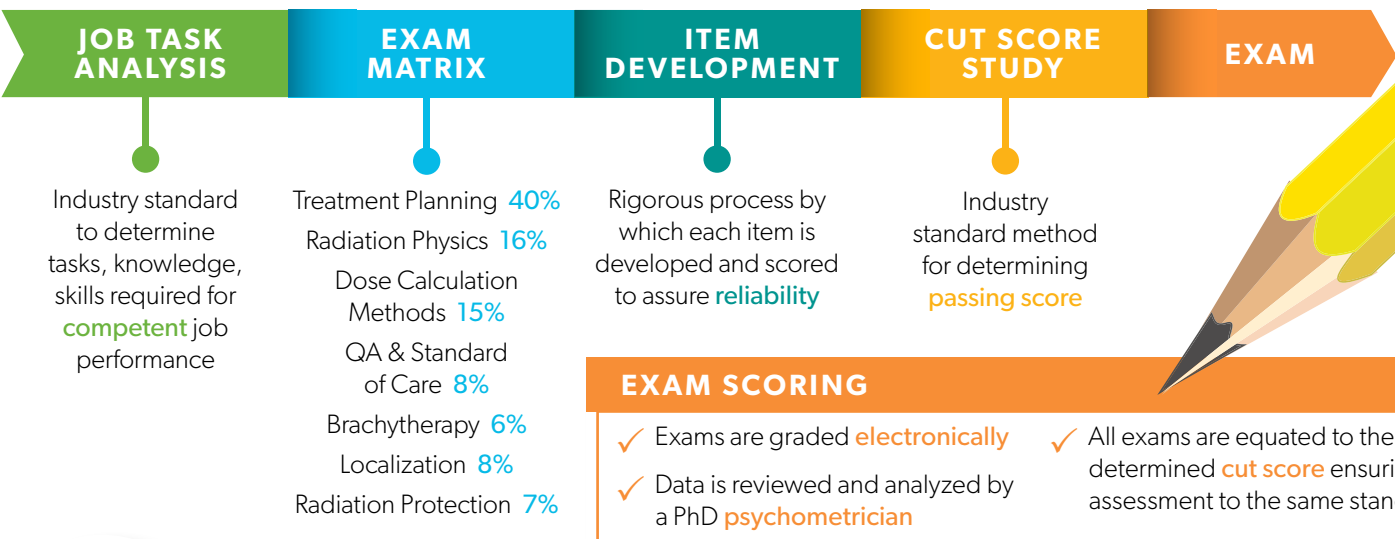 JOB TASK
ANALYSIS
EXAM
MATRIX
ITEM
DEVELOPMENT
CUT SCORE
STUDY
EXAM
Industry standard
to determine
tasks, knowledge,
skills required for
competent job
performance
Treatment Planning 40%
Radiation Physics 16%
Dose Calculation
Methods 15%
QA & Standard
of Care 8%
Brachytherapy 6%
Localization 8%
Radiation Protection 7%
Rigorous process by
which each item is
developed and scored
to assure reliability
Industry
standard method
for determining
passing score
EXAM SCORING
✓ Exams are graded electronically
✓ Data is reviewed and analyzed by
a PhD psychometrician
✓ All exams are equated to the
determined cut score
assessment to the same